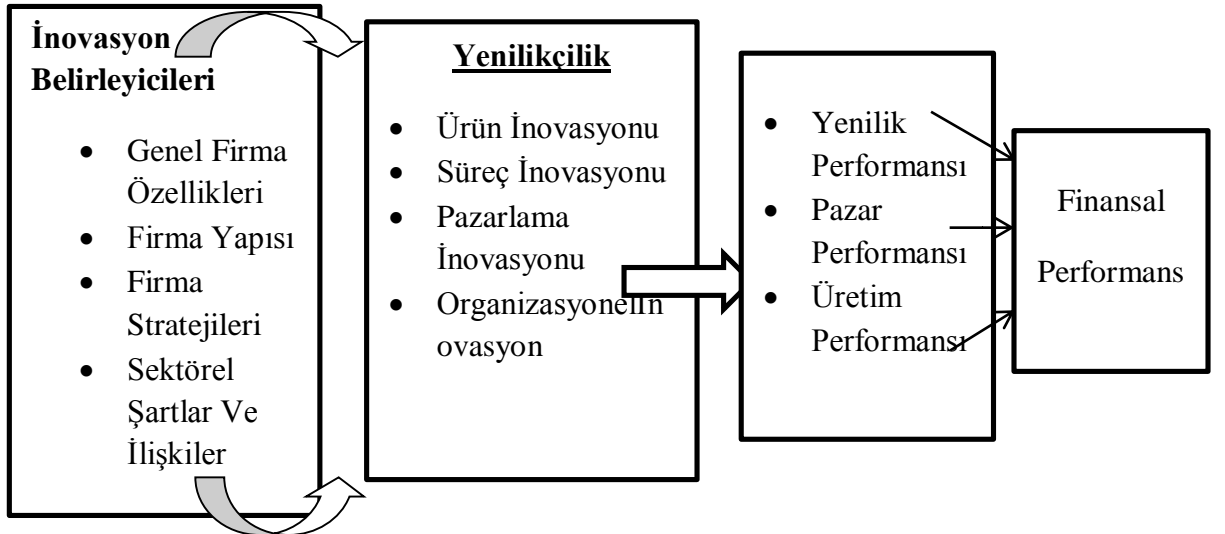 İnovasyon
Belirleyicileri
• Genel Firma
Özellikleri
• Firma Yapısı
• Firma
Stratejileri
• Sektörel
Şartlar Ve
İlişkiler
Yenilikçilik
• Ürün İnovasyonu
• Süreç İnovasyonu
• Pazarlama
İnovasyonu
• Organizasyonelİn
ovasyon
• Yenilik
Performansı
• Pazar
Performansı
• Üretim
Performansı
Finansal
Performans